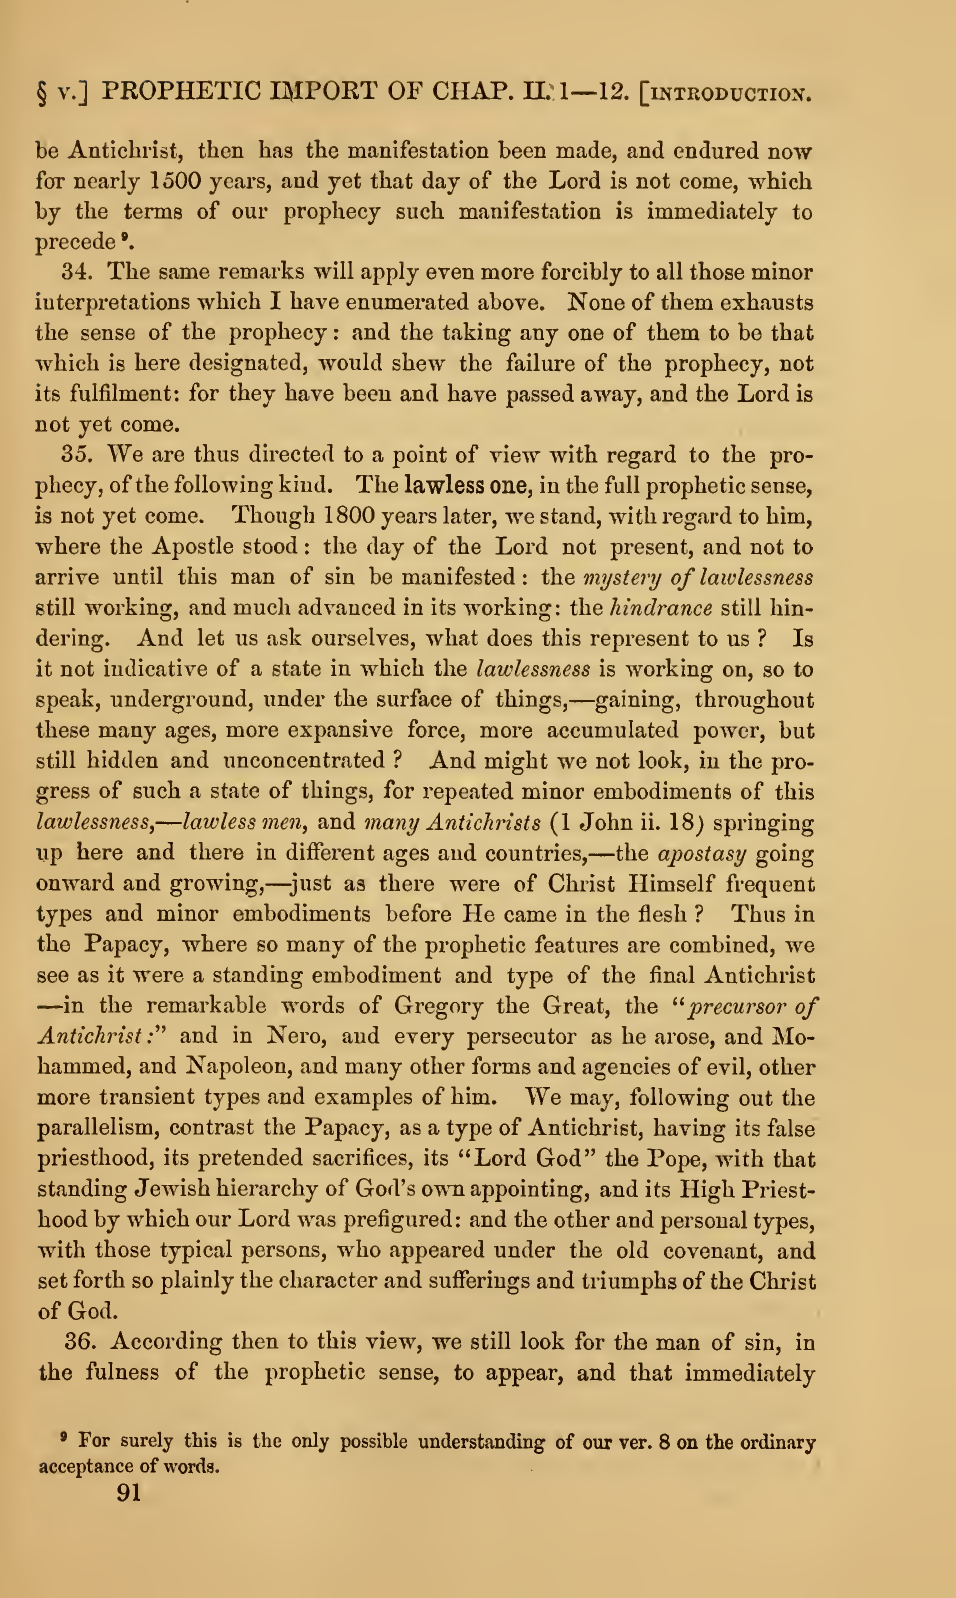 § v.] PROPHETIC IMPORT OF CHAP. II. 1—12. [INTRODUCTION.
be Antichrist, then has the manifestation been made, and endured now
for nearly 1500 years, and yet that day of the Lord is not come, which
by the terms of our prophecy such manifestation is immediately to
precede ⁹.
34. The same remarks will apply even more forcibly to all those minor
interpretations which I have enumerated above. None of them exhausts
the sense of the prophecy : and the taking any one of them to be that
which is here designated, would shew the failure of the prophecy, not
its fulfilment: for they have been and have passed away, and the Lord is
not yet come.
35. We are thus directed to a point of view with regard to the pro-
phecy, of the following kind. The lawless one, in the full prophetic sense,
is not yet come. Though 1800 years later, we stand, with regard to him,
where the Apostle stood : the day of the Lord not present, and not to
arrive until this man of sin be manifested : the mystery of lawlessness
still working, and much advanced in its working: the hindrance still hin-
dering. And let us ask ourselves, what does this represent to us ? Is
it not indicative of a state in which the lawlessness is working on, so to
speak, underground, under the surface of things,—gaining, throughout
these many ages, more expansive force, more accumulated power, but
still hidden and unconcentrated ? And might we not look, in the pro-
gress of such a state of things, for repeated minor embodiments of this
lawlessness,—lawless men, and many Antichrists (1 John ii. 18) springing
up here and there in different ages and countries,—the apostasy going
onward and growing,—just as there were of Christ Himself frequent
types and minor embodiments before He came in the flesh ? Thus in
the Papacy, where so many of the prophetic features are combined, we
see as it were a standing embodiment and type of the final Antichrist
—in the remarkable words of Gregory the Great, the “precursor of
Antichrist :” and in Nero, and every persecutor as he arose, and Mo-
hammed, and Napoleon, and many other forms and agencies of evil, other
more transient types and examples of him. We may, following out the
parallelism, contrast the Papacy, as a type of Antichrist, having its false
priesthood, its pretended sacrifices, its “Lord God” the Pope, with that
standing Jewish hierarchy of God’s own appointing, and its High Priest-
hood by which our Lord was prefigured: and the other and personal types,
with those typical persons, who appeared under the old covenant, and
set forth so plainly the character and sufferings and triumphs of the Christ
of God.
36. According then to this view, we still look for the man of sin, in
the fulness of the prophetic sense, to appear, and that immediately
⁹ For surely this is the only possible understanding of our ver. 8 on the ordinary
acceptance of words.
91